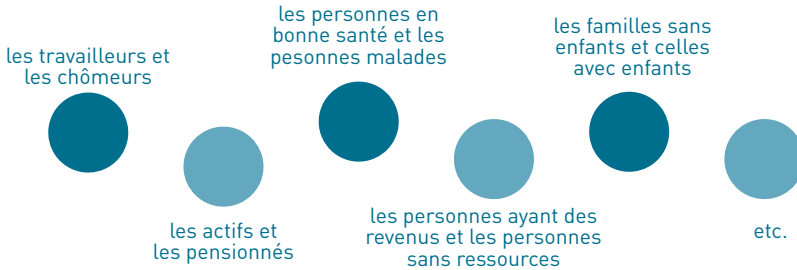 les travailleurs et
les chômeurs
les actifs et
les pensionnés
les personnes en
bonne santé et les
pesonnes malades
les personnes ayant des
revenus et les personnes
sans ressources
les familles sans
enfants et celles
avec enfants
etc.